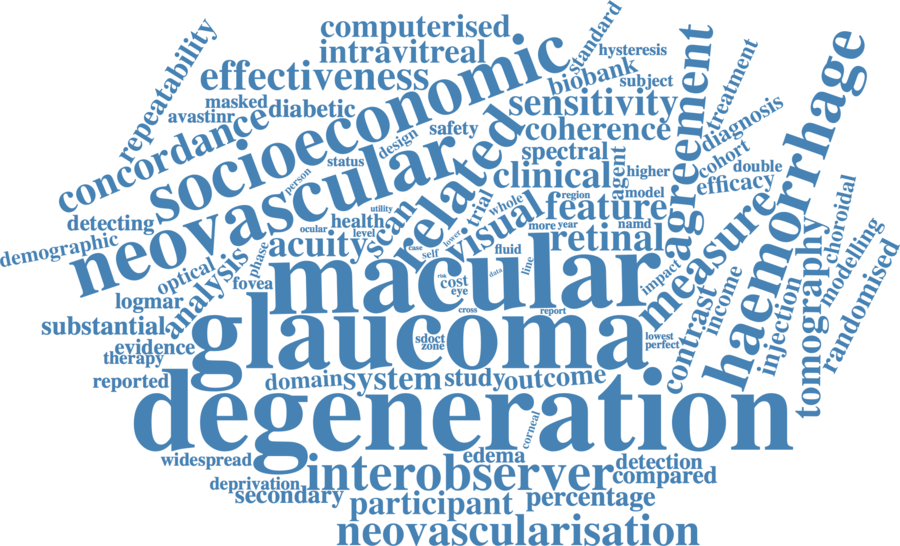 computerised
standard
intravitreal
hysteresis
repeatability
socioeconomic
effectiveness
biobank
subject
masked
diabetic
avastinr
sensitivity
agreement
treatment
haemorrhage
concordance
design
safety
coherence
diagnosis
status
spectral
cohort
neovascular
related
clinical
agent
higher
double
person
model
efficacy
utility
whole
region
detecting
health
scan
trial
visual
feature
measure
choroidal
ocular
level
more
year
namd
demographic
phase
acuity
lower
retinal
case
self
fluid
optical
analysis
fovea
macular
risk
cost
eye
data
line
impact
income
tomography
modelling
logmar
contrast
injection
randomised
cross
report
substantial
glaucoma
sdoct
zone
lowest
perfect
evidence
therapy
reported
domain
system
study
outcome
degeneration
corneal
widespread
edema
detection
interobserver
compared
deprivation
secondary
participant
percentage
neovascularisation